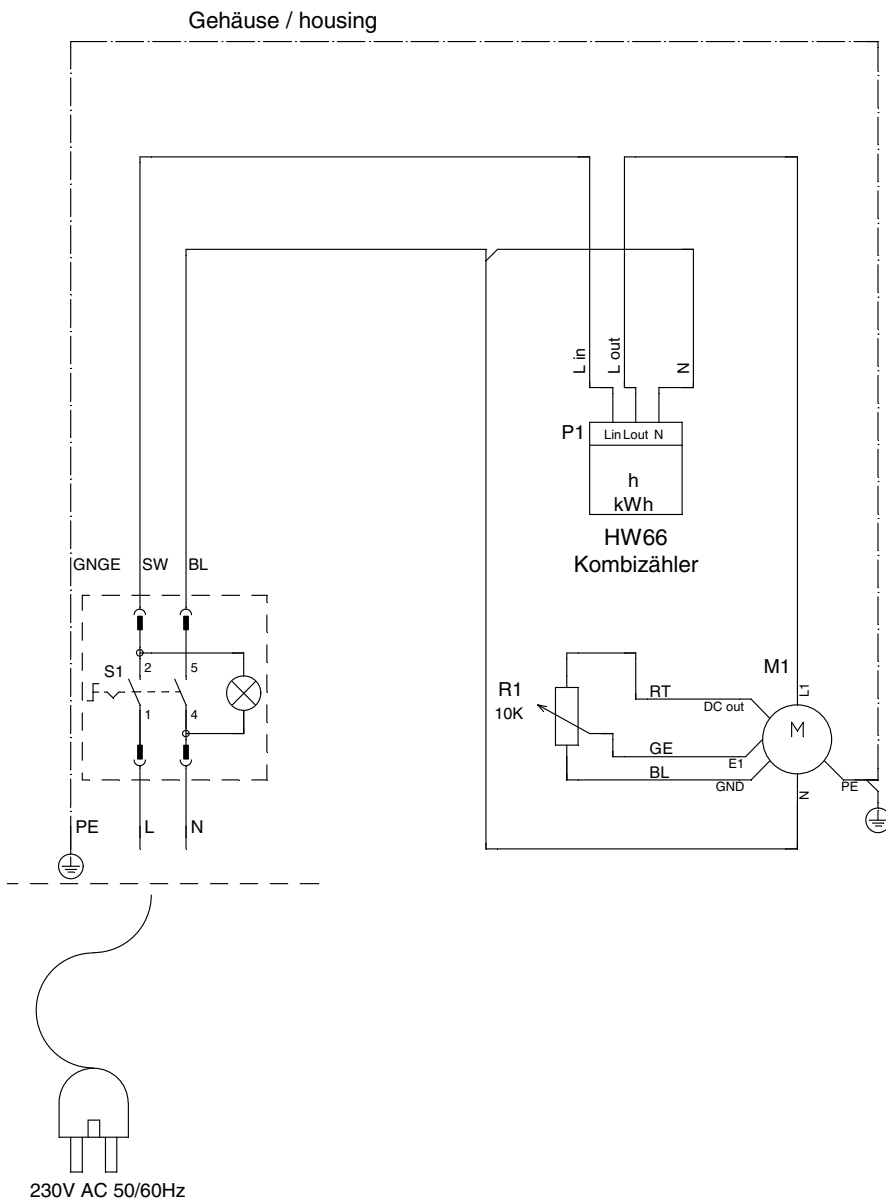 Gehäuse / housing
L in
L out
N
P1
Lin Lout N
h
kWh
HW66
Kombizähler
GNGE
SW
BL
S1
2
5
1
4
R1
10K
RT
GE
BL
DC out
E1
GND
M1
L1
M
N
PE
PE
L
N
230V AC 50/60Hz